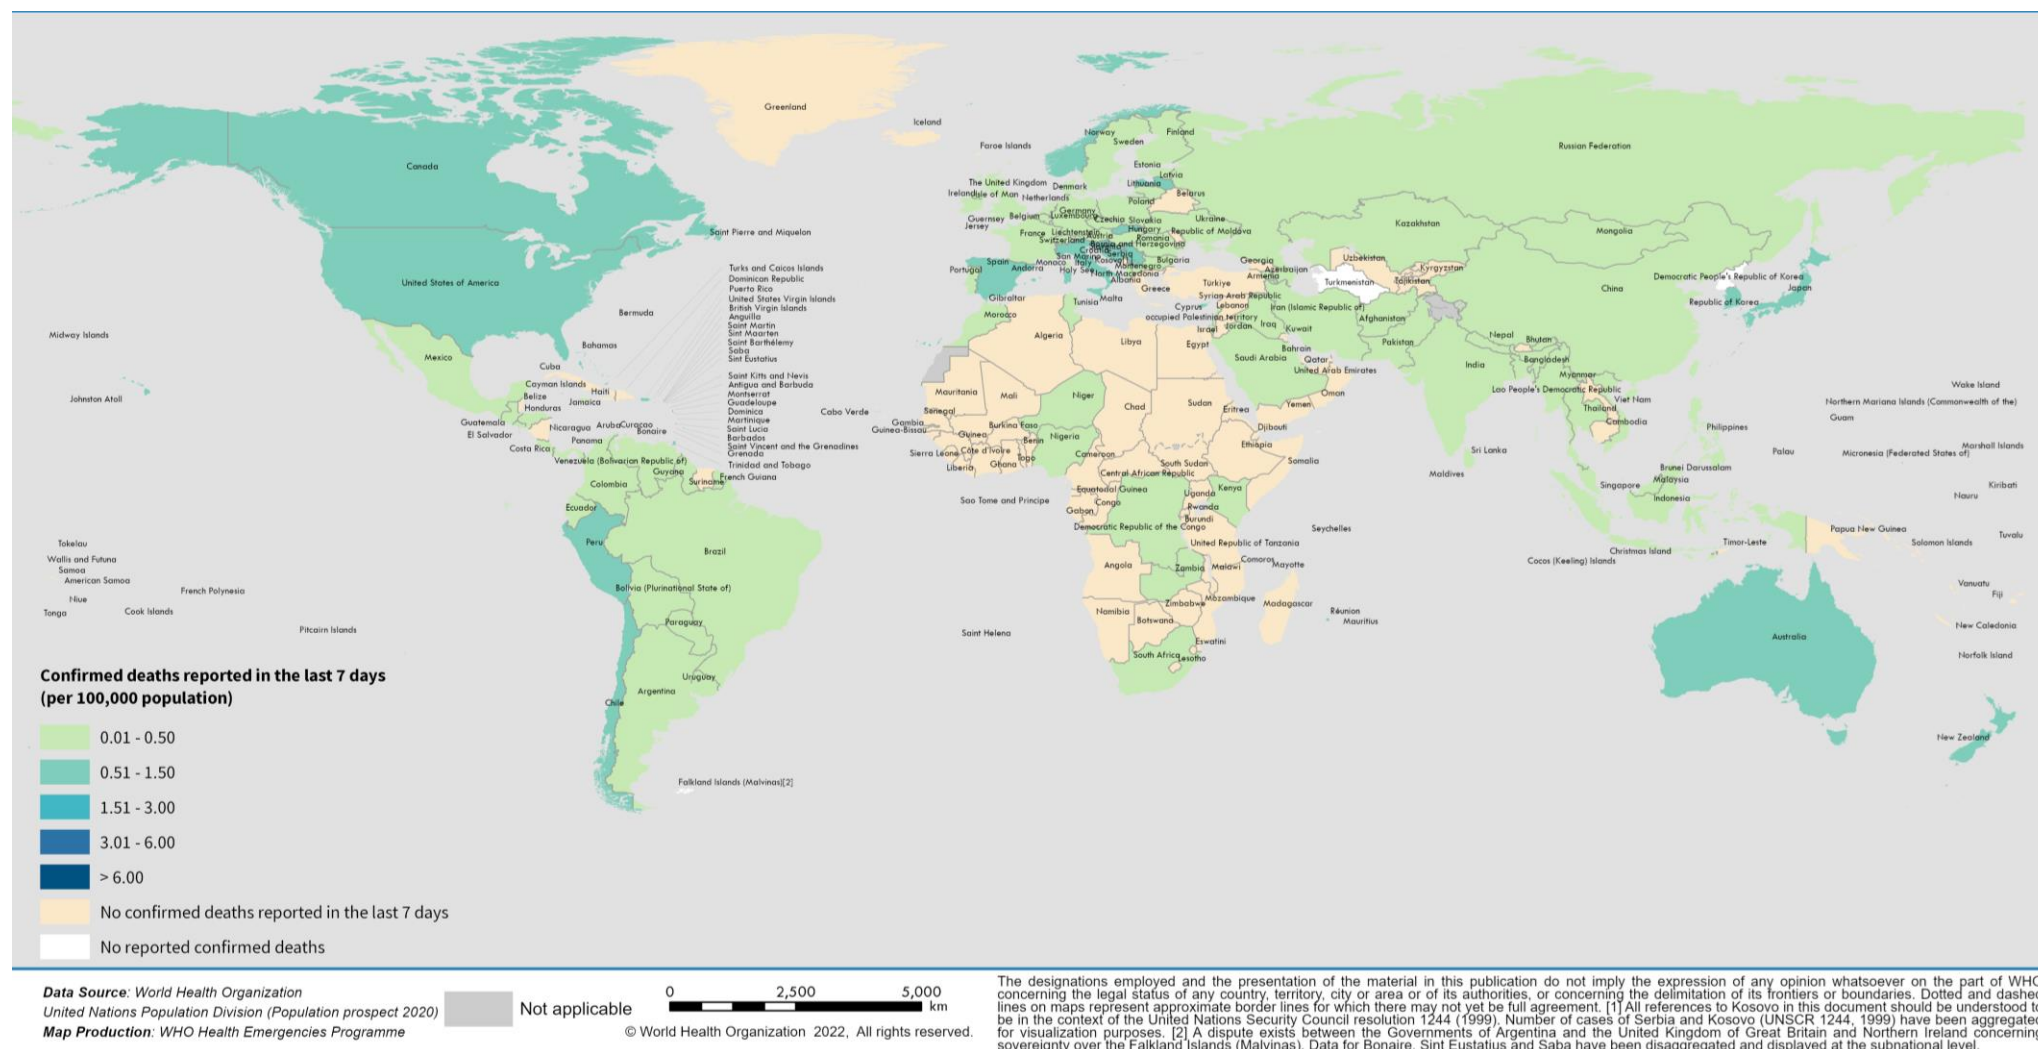 Greenland
Iceland
Canada
Faroe Islands
Norway
Finland
Sweden
Russian Federation
Estonia
Latvia
Lithuania
The United Kingdom
Denmark
Ireland
Isle of Man
Netherlands
Belarus
Poland
Germany
Guernsey
Belgium
Luxembourg
Jersey
Czechia
Slovakia
Ukraine
Kazakhstan
Saint Pierre and Miquelon
France
Liechtenstein
Austria
Hungary
Republic of Moldova
Mongolia
Switzerland
Romania
Bosnia and Herzegovina
Croatia
San Marino
Serbia
Spain
Monaco
Italy
Kosovo
Bulgaria
Georgia
Uzbekistan
Portugal
Andorra
Holy See
Montenegro
North Macedonia
Azerbaijan
Kyrgyzstan
Armenia
Albania
Tajikistan
Democratic People's Republic of Korea
United States of America
Greece
Türkiye
Turkmenistan
China
Japan
Gibraltar
Tunisia
Malta
Syrian Arab Republic
Republic of Korea
Cyprus
Lebanon
Iran (Islamic Republic of)
Morocco
occupied Palestinian territory
Afghanistan
Israel
Jordan
Iraq
Kuwait
Turks and Caicos Islands
Dominican Republic
Puerto Rico
United States Virgin Islands
British Virgin Islands
Anguilla
Saint Martin
Sint Maarten
Saint Barthélemy
Saba
Sint Eustatius
Saint Kitts and Nevis
Antigua and Barbuda
Montserrat
Guadeloupe
Dominica
Martinique
Saint Lucia
Barbados
Saint Vincent and the Grenadines
Grenada
Trinidad and Tobago
Bermuda
Midway Islands
Bahamas
Mexico
Cuba
Cayman Islands
Haiti
Belize
Jamaica
Honduras
Johnston Atoll
Guatemala
El Salvador
Nicaragua
Aruba
Curacao
Bonaire
Panama
Costa Rica
Venezuela (Bolivarian Republic of)
Guyana
Suriname
French Guiana
Colombia
Ecuador
Peru
Brazil
Bolivia (Plurinational State of)
Paraguay
Uruguay
Argentina
Chile
Falkland Islands (Malvinas)[2]
Algeria
Libya
Egypt
Saudi Arabia
Bahrain
Qatar
United Arab Emirates
Oman
Yemen
Pakistan
Nepal
Bhutan
India
Bangladesh
Myanmar
Lao People's Democratic Republic
Viet Nam
Thailand
Cambodia
Philippines
Wake Island
Northern Mariana Islands (Commonwealth of the)
Guam
Marshall Islands
Palau
Micronesia (Federated States of)
Sri Lanka
Maldives
Brunei Darussalam
Malaysia
Singapore
Indonesia
Kiribati
Nauru
Papua New Guinea
Solomon Islands
Tuvalu
Timor-Leste
Christmas Island
Cocos (Keeling) Islands
Vanuatu
Fiji
New Caledonia
Norfolk Island
Australia
New Zealand
Mauritania
Mali
Niger
Chad
Sudan
Eritrea
Cabo Verde
Senegal
Gambia
Guinea-Bissau
Burkina Faso
Guinea
Benin
Nigeria
Djibouti
Ethiopia
Sierra Leone
Côte d'Ivoire
Togo
Ghana
Liberia
Cameroon
South Sudan
Central African Republic
Somalia
Sao Tome and Principe
Equatorial Guinea
Congo
Gabon
Uganda
Kenya
Rwanda
Burundi
Democratic Republic of the Congo
Seychelles
United Republic of Tanzania
Angola
Zambia
Malawi
Comoros
Mayotte
Zimbabwe
Mozambique
Madagascar
Namibia
Botswana
Réunion
Mauritius
Saint Helena
Eswatini
South Africa
Lesotho
Tokelau
Wallis and Futuna
Samoa
American Samoa
Niue
French Polynesia
Tonga
Cook Islands
Pitcairn Islands
Confirmed deaths reported in the last 7 days
(per 100,000 population)
0.01 - 0.50
0.51 - 1.50
1.51 - 3.00
3.01 - 6.00
> 6.00
No confirmed deaths reported in the last 7 days
No reported confirmed deaths
Data Source: World Health Organization
United Nations Population Division (Population prospect 2020)
Map Production: WHO Health Emergencies Programme
Not applicable
0 2,500 5,000
km
© World Health Organization 2022, All rights reserved.
The designations employed and the presentation of the material in this publication do not imply the expression of any opinion whatsoever on the part of WHO
concerning the legal status of any country, territory, city or area or of its authorities, or concerning the delimitation of its frontiers or boundaries. Dotted and dashed
lines on maps represent approximate border lines for which there may not yet be full agreement. [1] All references to Kosovo in this document should be understood to
be in the context of the United Nations Security Council resolution 1244 (1999). Number of cases of Serbia and Kosovo (UNSCR 1244, 1999) have been aggregated
for visualization purposes. [2] A dispute exists between the Governments of Argentina and the United Kingdom of Great Britain and Northern Ireland concerning
sovereignty over the Falkland Islands (Malvinas). Data for Bonaire, Sint Eustatius and Saba have been disaggregated and displayed at the subnational level.